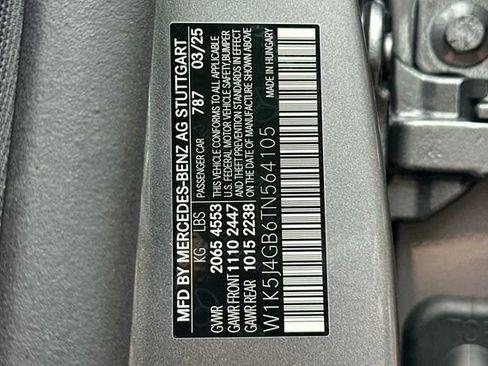 MFD BY MERCEDES-BENZ AG STUTTGART
PASSENGER CAR 787 03/25
KG LBS
GVWR 2065 4553
GAWR FRONT 1110 2447
GAWR REAR 1015 2238
THIS VEHICLE CONFORMS TO ALL APPLICABLE
U.S. FEDERAL MOTOR VEHICLE SAFETY, BUMPER
AND THEFT PREVENTION STANDARDS IN EFFECT
ON THE DATE OF MANUFACTURE SHOWN ABOVE.
W1K5J4GB6TN564105
MADE IN HUNGARY